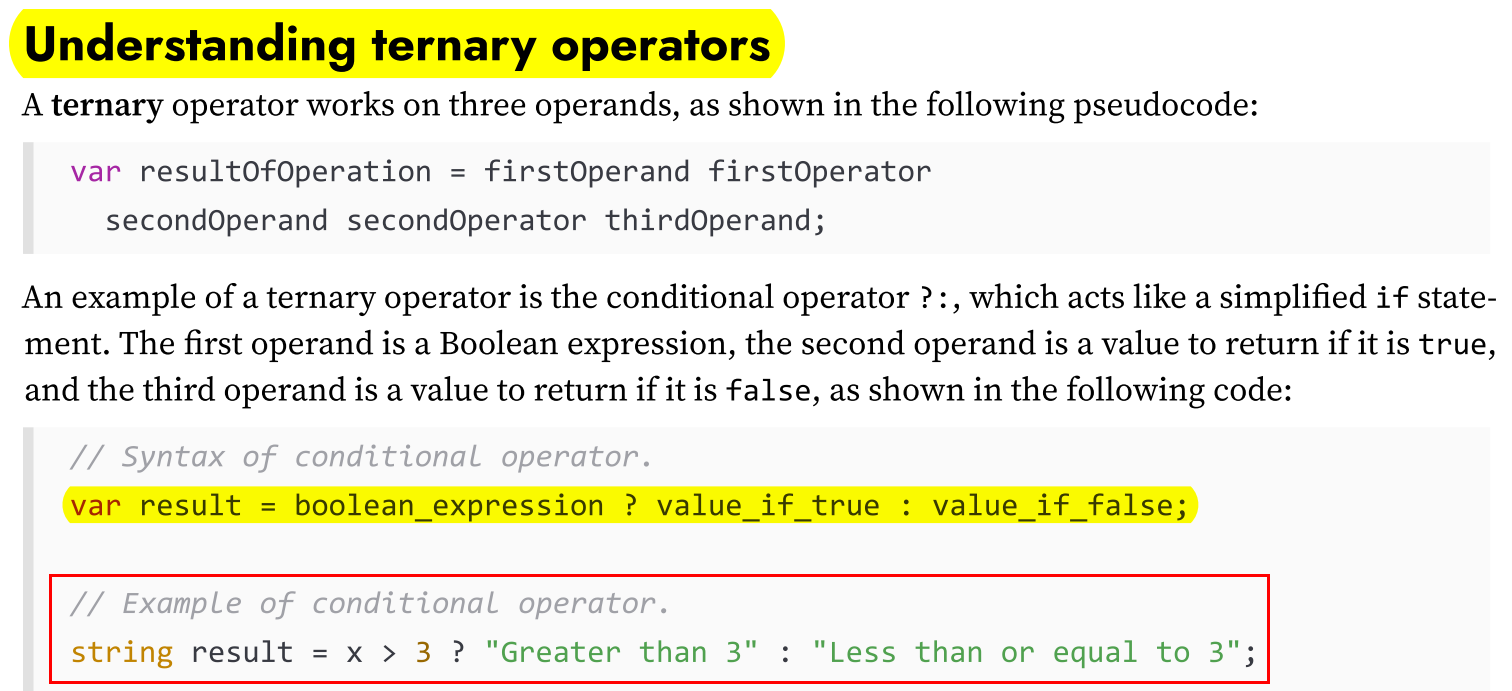 Understanding ternary operators
A ternary operator works on three operands, as shown in the following pseudocode:
var resultOfOperation = firstOperand firstOperator
  secondOperand secondOperator thirdOperand;
An example of a ternary operator is the conditional operator ?:, which acts like a simplified if state-
ment. The first operand is a Boolean expression, the second operand is a value to return if it is true,
and the third operand is a value to return if it is false, as shown in the following code:
// Syntax of conditional operator.
var result = boolean_expression ? value_if_true : value_if_false;
// Example of conditional operator.
string result = x > 3 ? "Greater than 3" : "Less than or equal to 3";